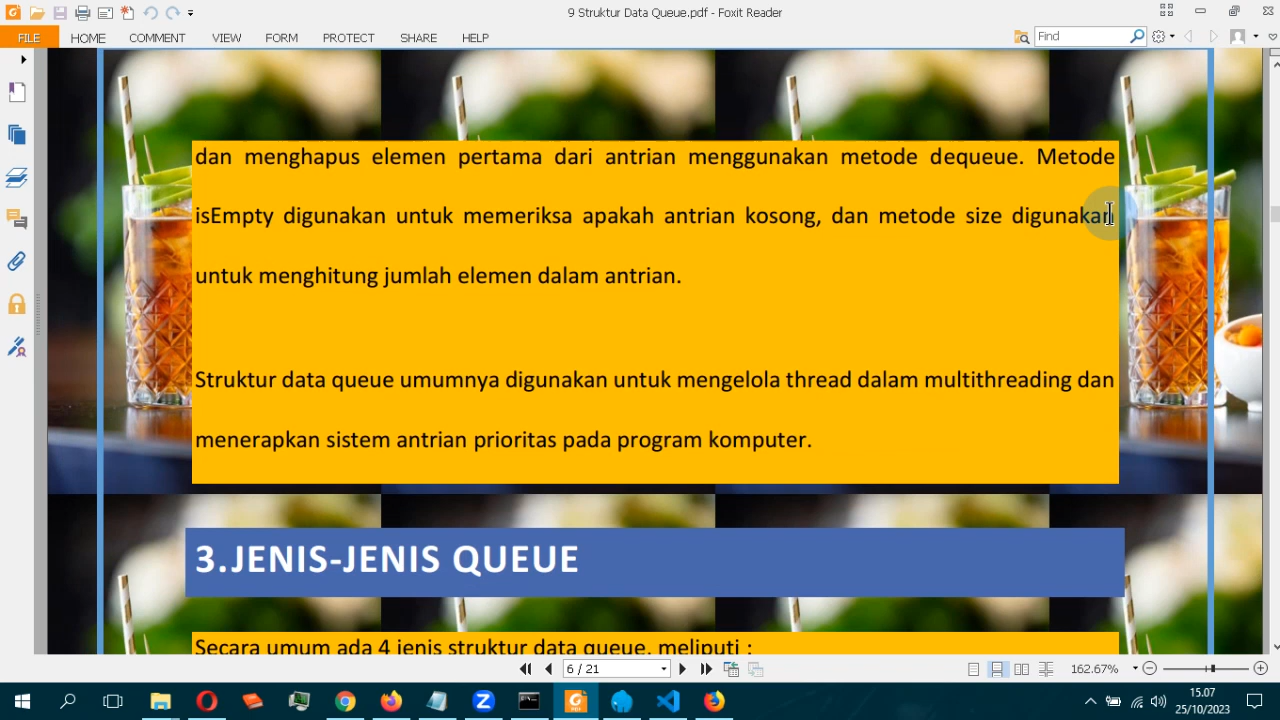 9 Struktur Data Queue.pdf - Foxit Reader
FILE HOME COMMENT VIEW FORM PROTECT SHARE HELP
Find
dan menghapus elemen pertama dari antrian menggunakan metode dequeue. Metode
isEmpty digunakan untuk memeriksa apakah antrian kosong, dan metode size digunakan
untuk menghitung jumlah elemen dalam antrian.
Struktur data queue umumnya digunakan untuk mengelola thread dalam multithreading dan
menerapkan sistem antrian prioritas pada program komputer.
3.JENIS-JENIS QUEUE
Secara umum ada 4 jenis struktur data queue, meliputi :
6 / 21
162.67%
15.07
25/10/2023